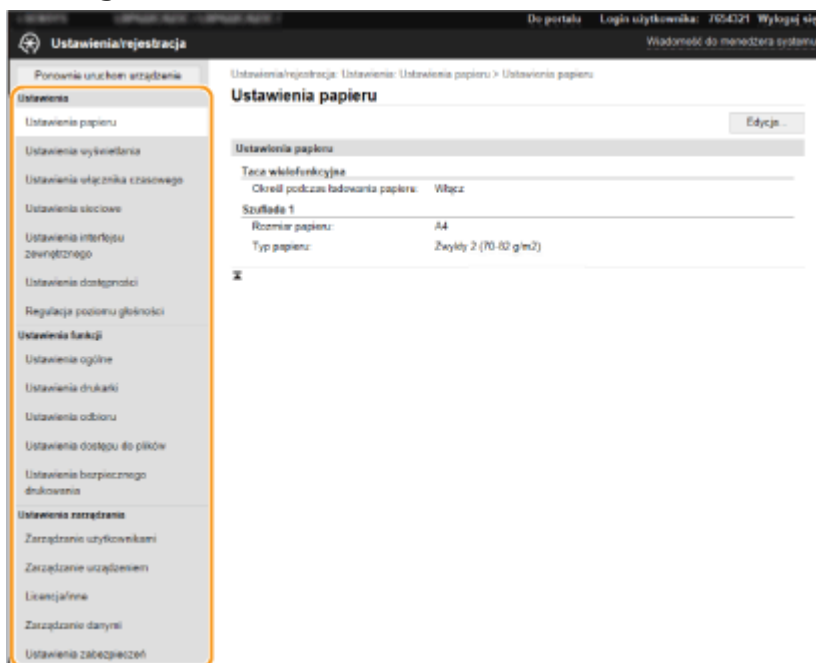 Do portalu Login użytkownika: 7654321 Wyloguj się
Ustawienia/rejestracja
Wiadomość do menedżera systemu
Ponownie uruchom urządzenie
Ustawienia/rejestracja: Ustawienia: Ustawienia papieru > Ustawienia papieru
Ustawienia papieru
Edycja...
Ustawienia
Ustawienia papieru
Ustawienia wyświetlania
Ustawienia włącznika czasowego
Ustawienia sieciowe
Ustawienia interfejsu
zewnętrznego
Ustawienia dostępności
Regulacja poziomu głośności
Ustawienia funkcji
Ustawienia ogólne
Ustawienia drukarki
Ustawienia odbioru
Ustawienia dostępu do plików
Ustawienia bezpiecznego
drukowania
Ustawienia zarządzania
Zarządzanie użytkownikami
Zarządzanie urządzeniem
Licencja/Inne
Zarządzanie danymi
Ustawienia zabezpieczeń
Ustawienia papieru
Taca wielofunkcyjna
Określ podczas ładowania papieru: Włącz
Szuflada 1
Rozmiar papieru: A4
Typ papieru: Zwykły 2 (70-82 g/m2)